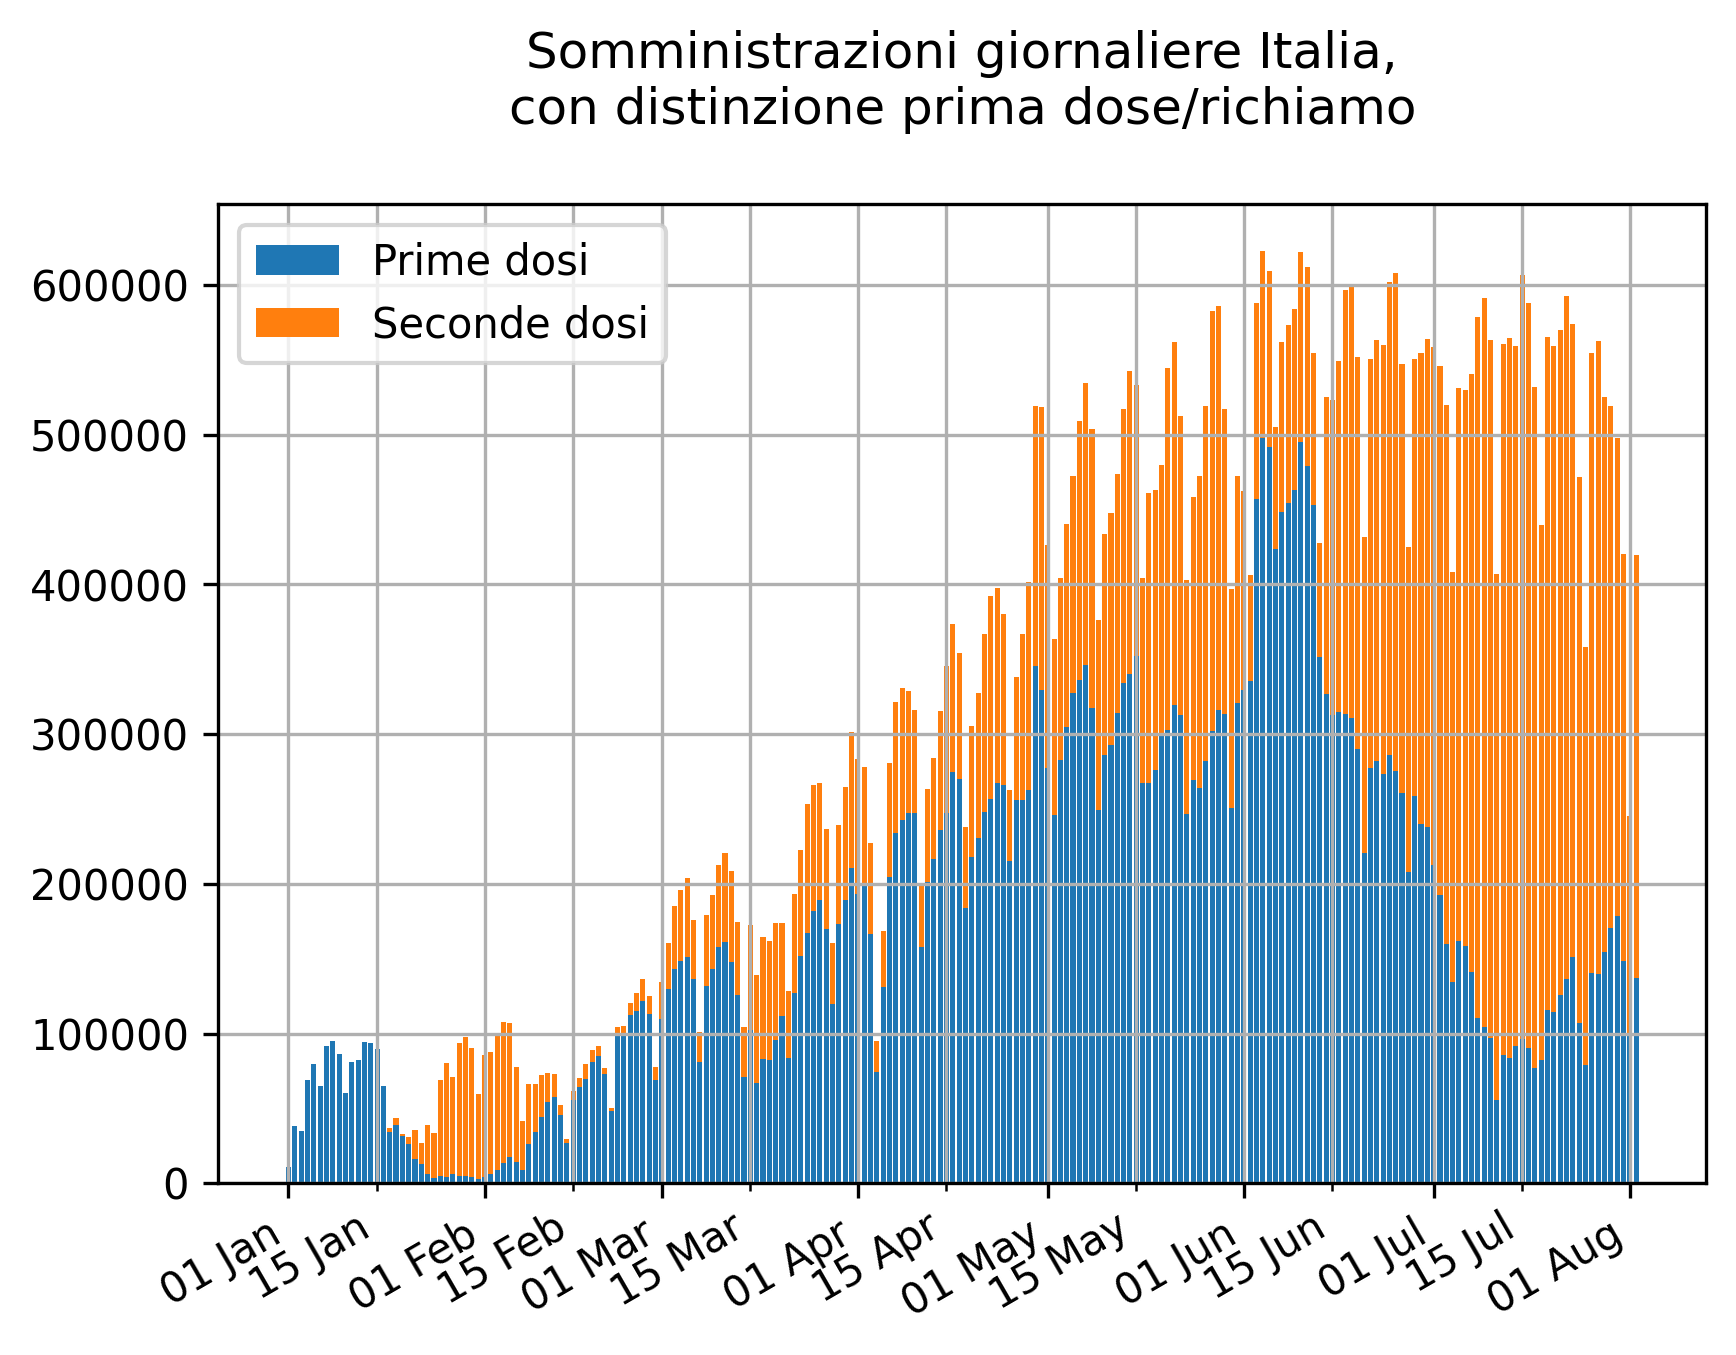 Somministrazioni giornaliere Italia,
con distinzione prima dose/richiamo
Prime dosi
Seconde dosi
600000
500000
400000
300000
200000
100000
0
01 Jan
15 Jan
01 Feb
15 Feb
01 Mar
15 Mar
01 Apr
15 Apr
01 May
15 May
01 Jun
15 Jun
01 Jul
15 Jul
01 Aug